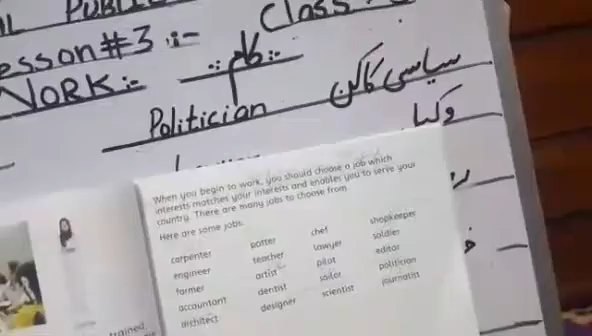 PUBLI
Class
esson#3 :-
WORK:- کام
Politician سیاسی کارکن
وکیل
When you begin to work, you should choose a job which
interests matches your interests and enables you to serve your
country. There are many jobs to choose from.
Here are some jobs.
carpenter potter chef shopkeeper
engineer teacher lawyer soldier
farmer artist pilot editor
accountant dentist sailor politician
architect designer scientist journalist
trained,